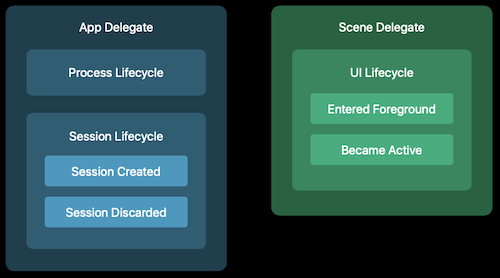 App Delegate
Process Lifecycle
Session Lifecycle
Session Created
Session Discarded
Scene Delegate
UI Lifecycle
Entered Foreground
Became Active